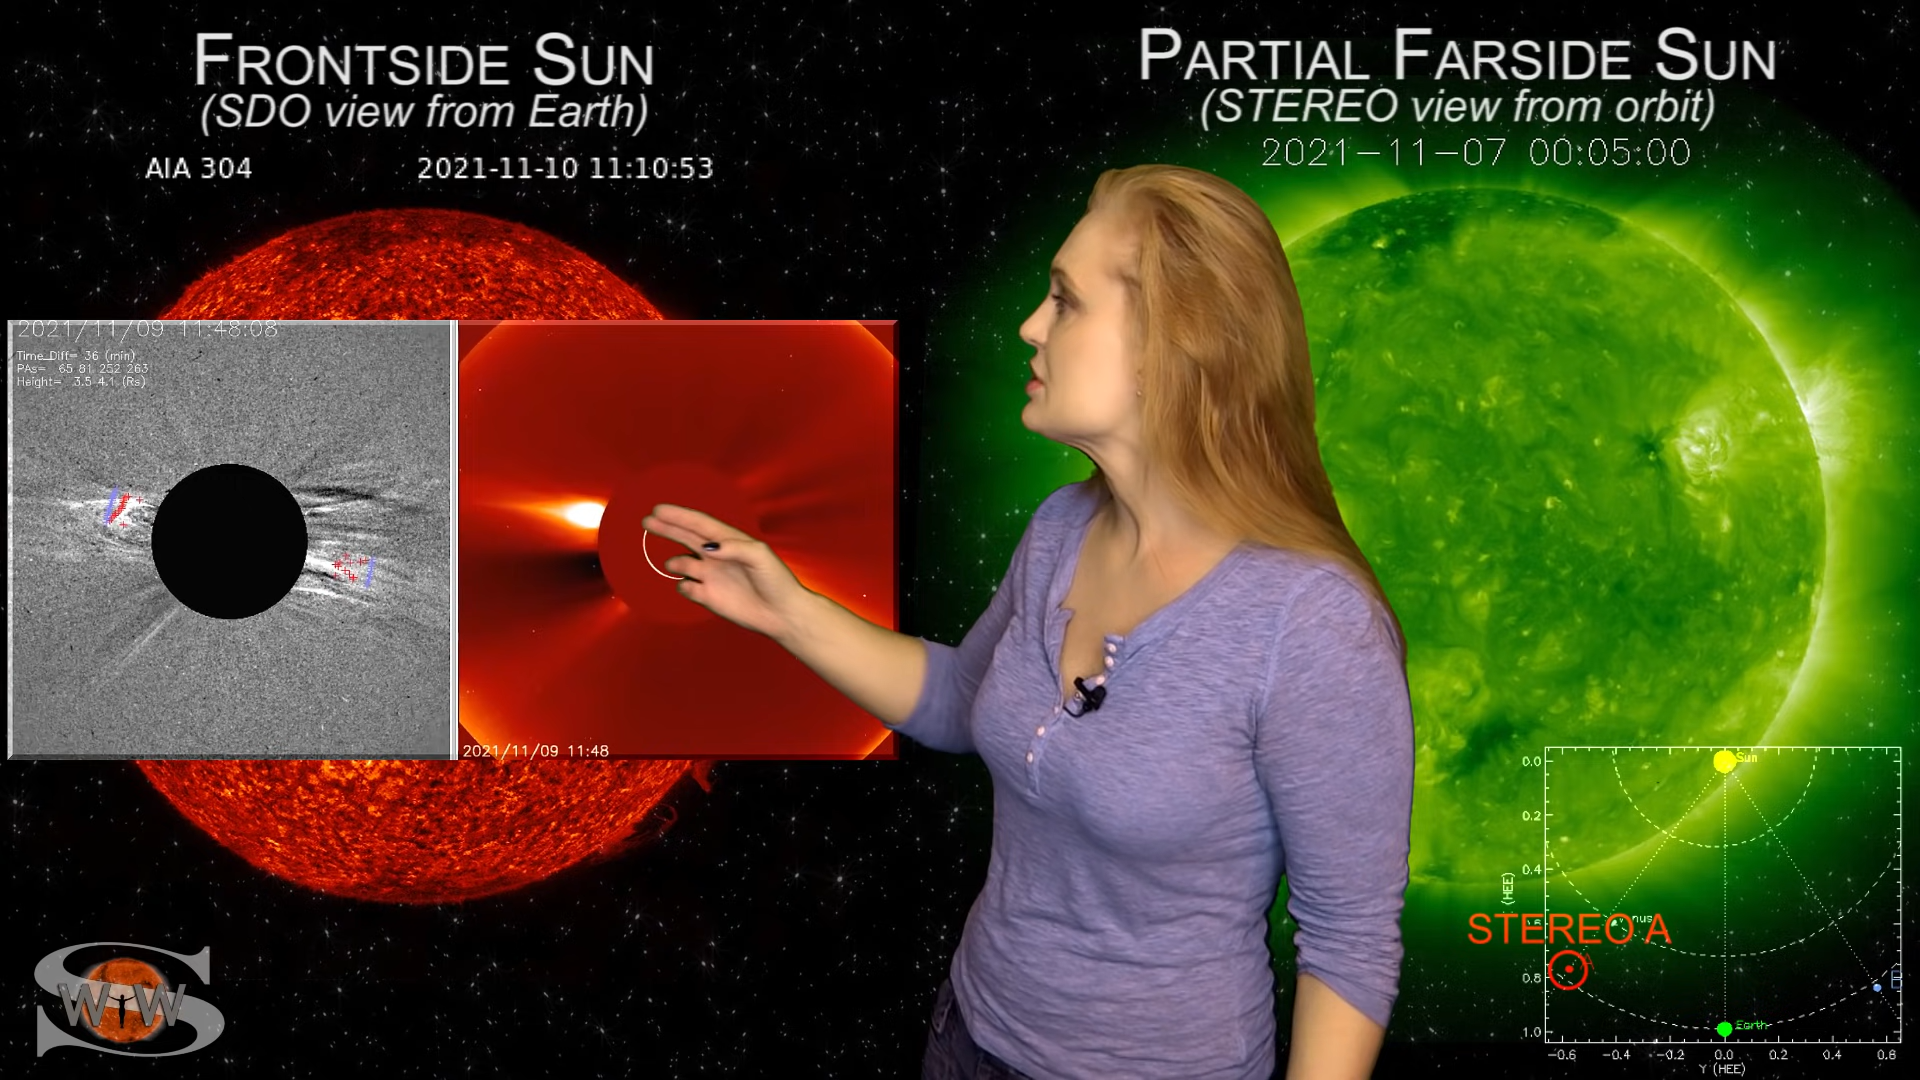 FRONTSIDE SUN
(SDO view from Earth)
AIA 304 2021-11-10 11:10:53
PARTIAL FARSIDE SUN
(STEREO view from orbit)
2021-11-07 00:05:00
2021/11/09 11:48:08
Time_Diff= 36 (min)
PAs= 65 81 252 263
Height= 3.5-4.1 (Rs)
2021/11/09 11:48
SWW
Sun
0.0
0.2
0.4
(HEE)
STEREO A
A
0.8
B
Earth
1.0
-0.6 -0.4 -0.2 0.0 0.2 0.4 0.6
Y (HEE)